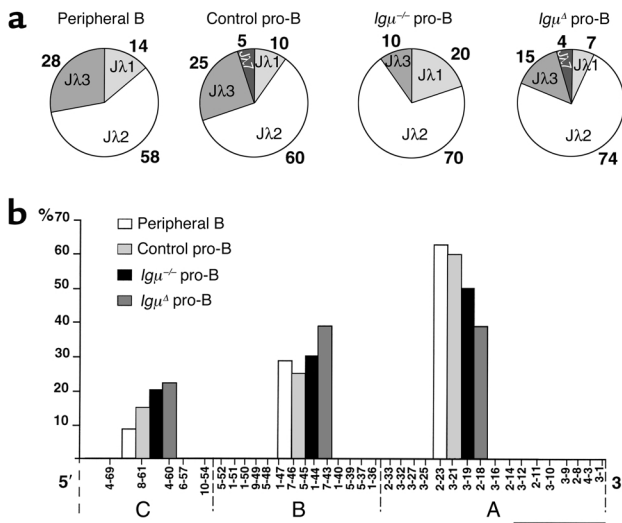 a
Peripheral B
Control pro-B
Igμ-/- pro-B
IgμΔ pro-B
28
14
Jλ3
Jλ1
Jλ2
58
25
5
10
Jλ3
Jλ7
Jλ2
60
10
20
Jλ3
Jλ1
Jλ2
70
15
4
7
Jλ3
Jλ7
Jλ1
Jλ2
74
b
%70
60
50
40
30
20
10
Peripheral B
Control pro-B
Igμ-/- pro-B
IgμΔ pro-B
5'
4-69
8-61
4-60
6-57
10-54
5-52
1-51
1-50
9-49
5-48
1-47
7-46
5-45
1-44
7-43
1-40
5-39
5-37
1-36
2-33
3-32
3-27
3-25
2-23
3-21
3-19
2-18
3-16
2-14
3-12
2-11
3-10
3-9
2-8
4-3
3-1
3
C
B
A